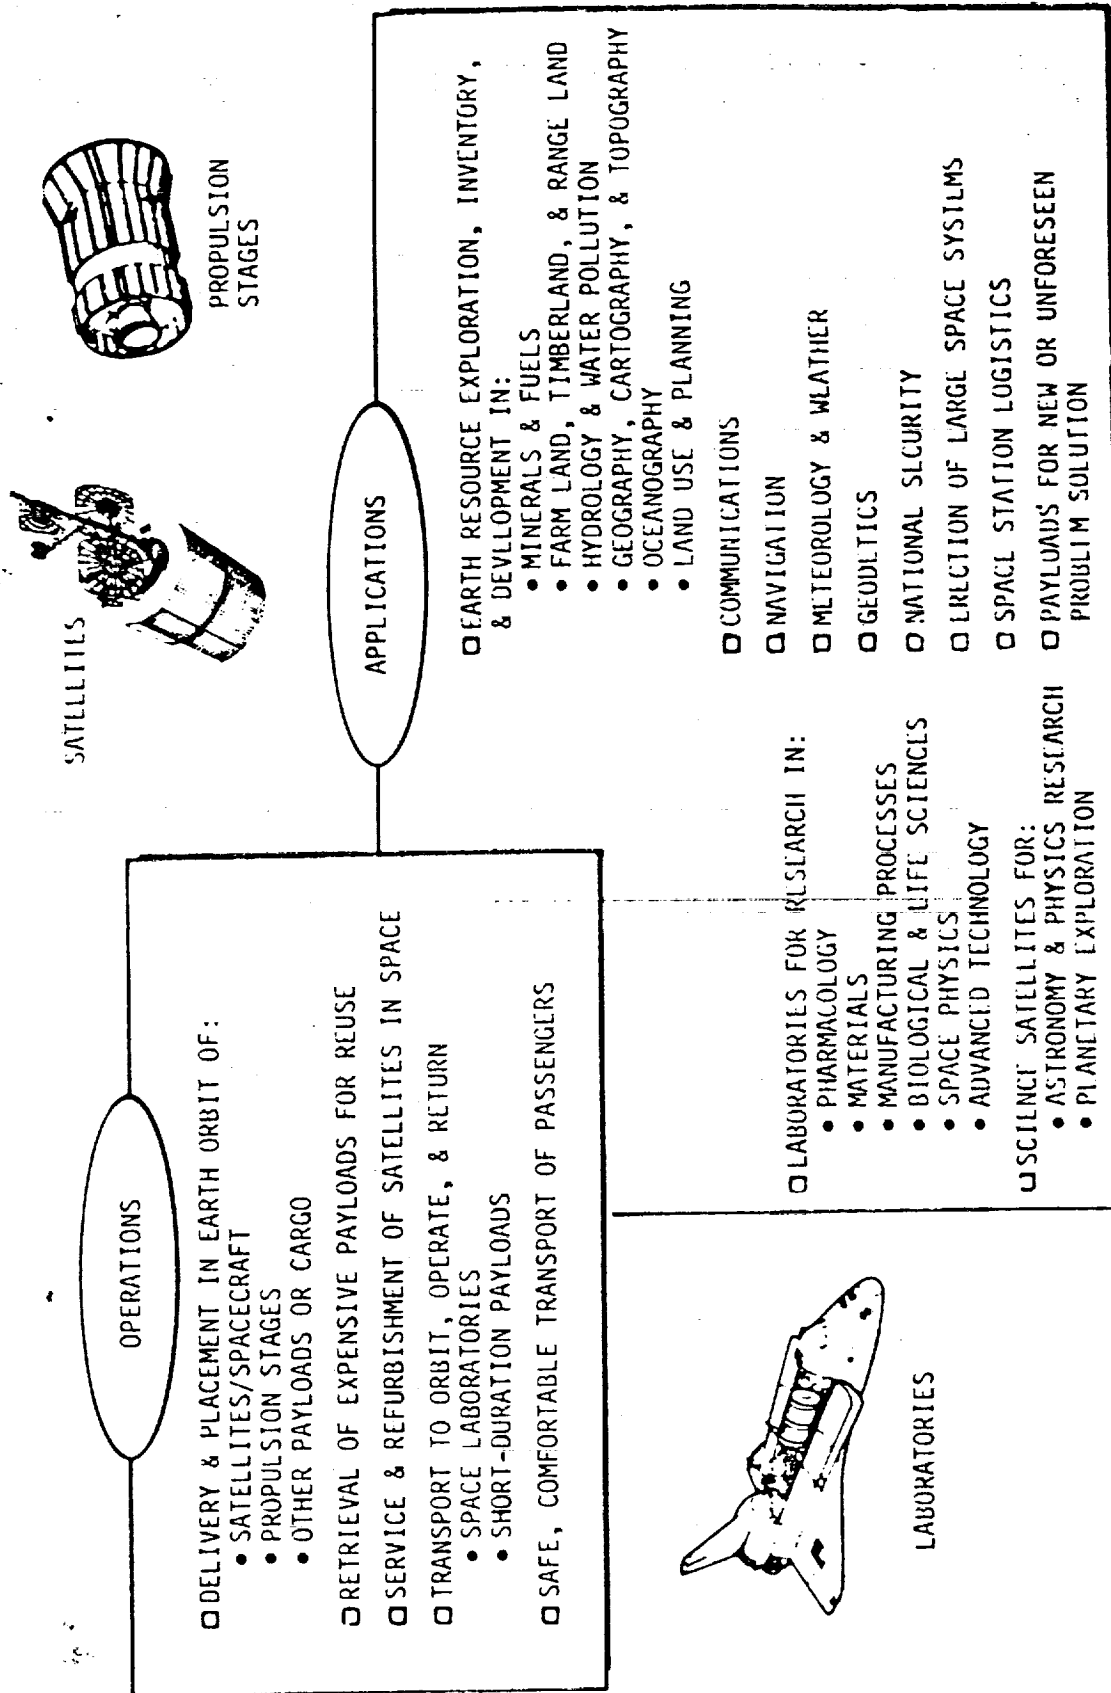 OPERATIONS
□ DELIVERY & PLACEMENT IN EARTH ORBIT OF:
• SATELLITES/SPACECRAFT
• PROPULSION STAGES
• OTHER PAYLOADS OR CARGO
□ RETRIEVAL OF EXPENSIVE PAYLOADS FOR REUSE
□ SERVICE & REFURBISHMENT OF SATELLITES IN SPACE
□ TRANSPORT TO ORBIT, OPERATE, & RETURN
• SPACE LABORATORIES
• SHORT-DURATION PAYLOADS
□ SAFE, COMFORTABLE TRANSPORT OF PASSENGERS
LABORATORIES
SATELLITES
PROPULSION
STAGES
APPLICATIONS
□ EARTH RESOURCE EXPLORATION, INVENTORY,
& DEVELOPMENT IN:
• MINERALS & FUELS
• FARM LAND, TIMBERLAND, & RANGE LAND
• HYDROLOGY & WATER POLLUTION
• GEOGRAPHY, CARTOGRAPHY, & TOPOGRAPHY
• OCEANOGRAPHY
• LAND USE & PLANNING
□ COMMUNICATIONS
□ NAVIGATION
□ METEOROLOGY & WEATHER
□ GEODETICS
□ NATIONAL SECURITY
□ ERECTION OF LARGE SPACE SYSTEMS
□ SPACE STATION LOGISTICS
□ PAYLOADS FOR NEW OR UNFORESEEN
PROBLEM SOLUTION
□ LABORATORIES FOR RESEARCH IN:
• PHARMACOLOGY
• MATERIALS
• MANUFACTURING PROCESSES
• BIOLOGICAL & LIFE SCIENCES
• SPACE PHYSICS
• ADVANCED TECHNOLOGY
□ SCIENCE SATELLITES FOR:
• ASTRONOMY & PHYSICS RESEARCH
• PLANETARY EXPLORATION